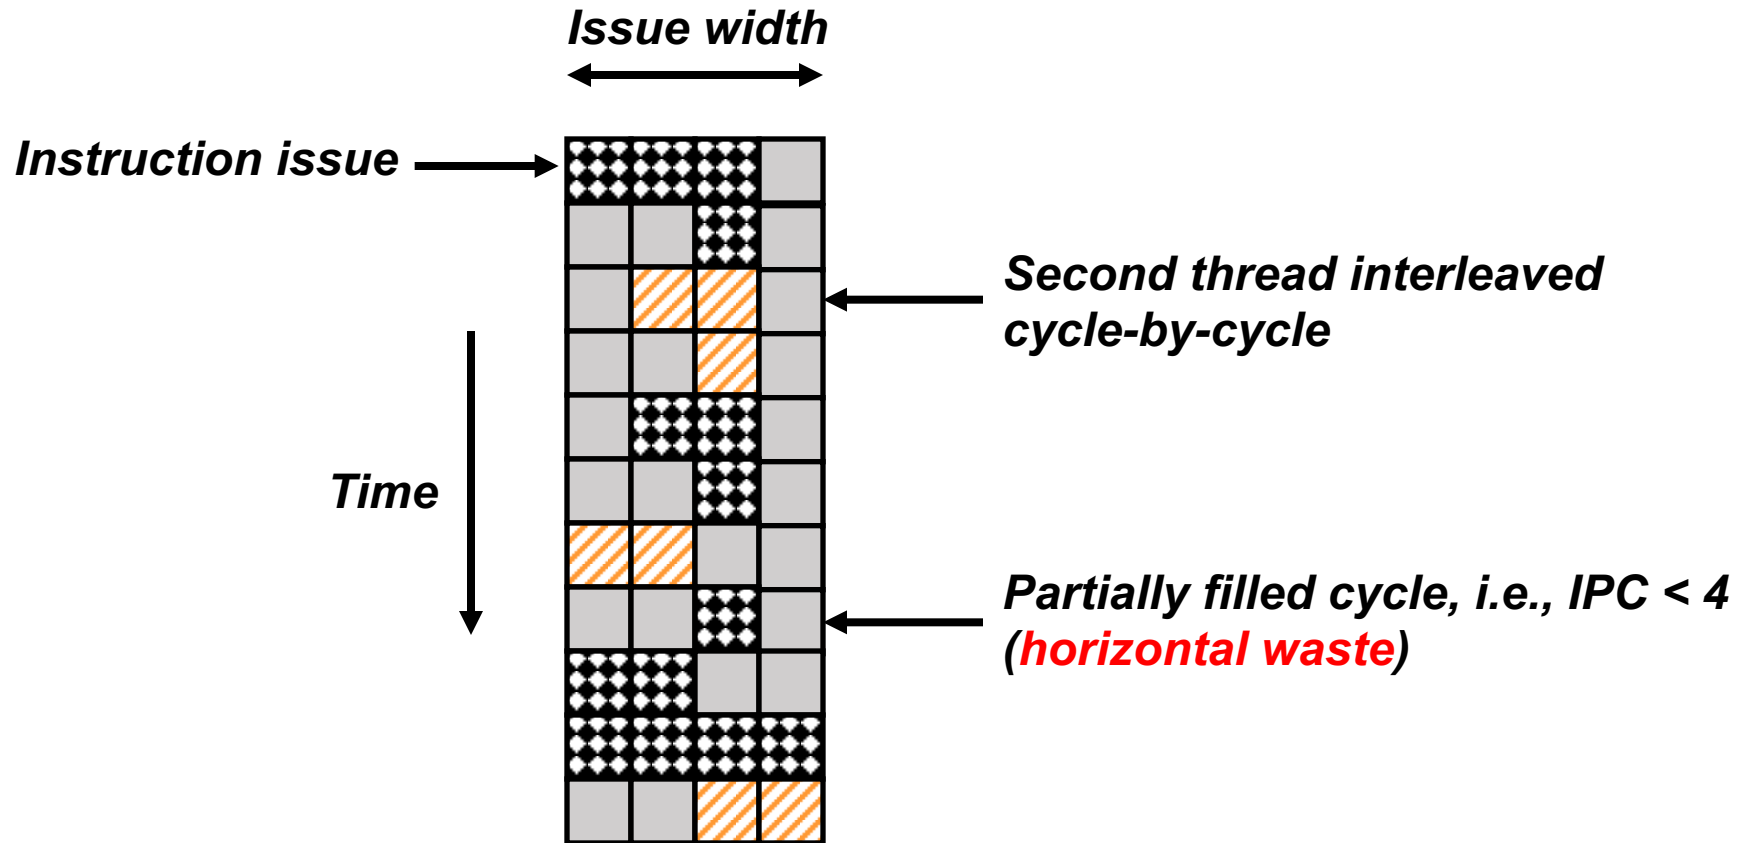 Issue width
Instruction issue
Second thread interleaved
cycle-by-cycle
Time
Partially filled cycle, i.e., IPC < 4
(horizontal waste)